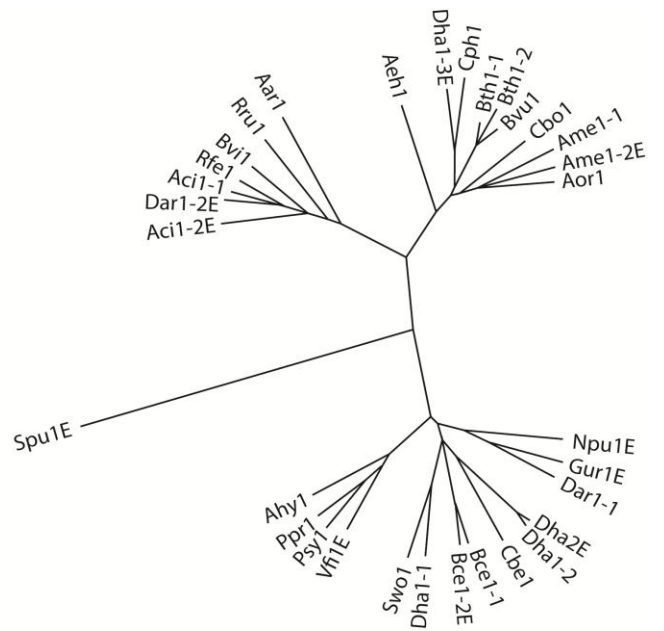 Dha1-3E
Cph1
Bth1-1
Bth1-2
Bvu1
Cbo1
Ame1-1
Ame1-2E
Aor1
Aeh1
Aar1
Rru1
Bvi1
Rfe1
Aci1-1
Dar1-2E
Aci1-2E
Spu1E
Npu1E
Gur1E
Dar1-1
Dha2E
Dha1-2
Cbe1
Bce1-1
Bce1-2E
Dha1-1
Swo1
Vfi1E
Psy1
Ppr1
Ahy1